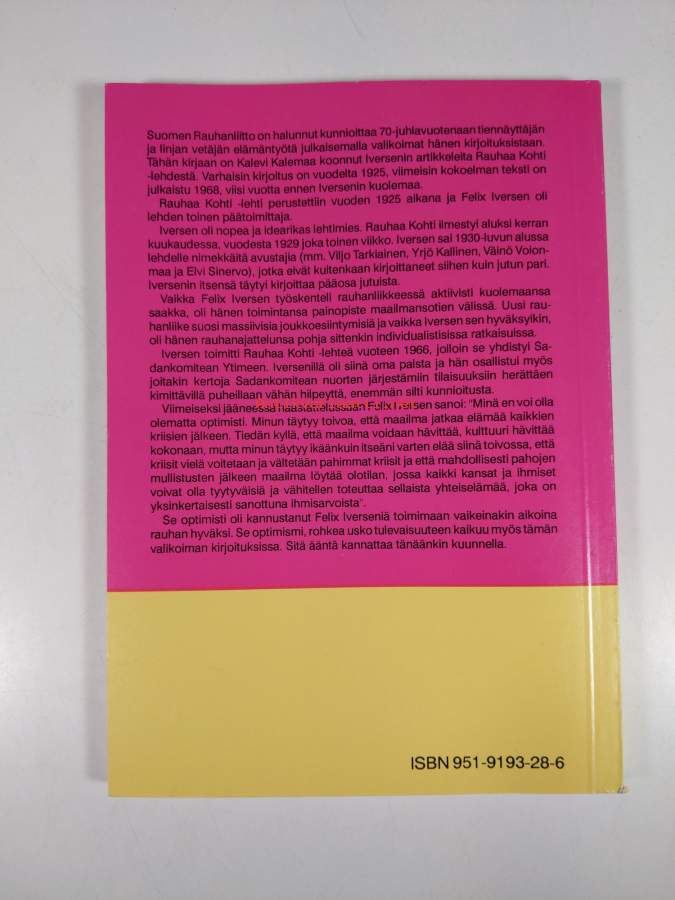 Suomen Rauhanliitto on halunnut kunnioittaa 70-juhlavuotenaan tiennäyttäjän
ja linjan vetäjän elämäntyötä julkaisemalla valikoimat hänen kirjoituksistaan.
Tähän kirjaan on Kalevi Kalemaa koonnut Iversenin artikkeleita Rauhaa Kohti
-lehdestä. Varhaisin kirjoitus on vuodelta 1925, viimeisin kokoelman teksti on
julkaistu 1968, viisi vuotta ennen Iversenin kuolemaa.
Rauhaa Kohti -lehti perustettiin vuoden 1925 aikana ja Felix Iversen oli
lehden toinen päätoimittaja.
Iversen oli nopea ja idearikas lehtimies. Rauhaa Kohti ilmestyi aluksi kerran
kuukaudessa, vuodesta 1929 joka toinen viikko. Iversen sai 1930-luvun alussa
lehdelle nimekkäitä avustajia (mm. Viljo Tarkiainen, Yrjö Kallinen, Väinö Voion-
maa ja Elvi Sinervo), jotka eivät kuitenkaan kirjoittaneet siihen kuin jutun pari.
Iversenin itsensä täytyi kirjoittaa pääosa jutuista.
Vaikka Felix Iversen työskenteli rauhanliikkeessä aktiivisti kuolemaansa
saakka, oli hänen toimintansa painopiste maailmansotien välissä. Uusi rau-
hanliike suosi massiivisia joukkoesiintymisiä ja vaikka Iversen sen hyväksyikin,
oli hänen rauhanajattelunsa pohja sittenkin individualistisissa ratkaisuissa.
Iversen toimitti Rauhaa Kohti -lehteä vuoteen 1966, jolloin se yhdistyi Sa-
dankomitean Ytimeen. Iversenillä oli siinä oma palsta ja hän osallistui myös
joitakin kertoja Sadankomitean nuorten järjestämiin tilaisuuksiin herättäen
kimittävillä puheillaan vähän hilpeyttä, enemmän silti kunnioitusta.
Viimeiseksi jääneessä haastattelussaan Felix Iversen sanoi: "Minä en voi olla
olematta optimisti. Minun täytyy toivoa, että maailma jatkaa elämää kaikkien
kriisien jälkeen. Tiedän kyllä, että maailma voidaan hävittää, kulttuuri hävittää
kokonaan, mutta minun täytyy ikäänkuin itseäni varten elää siinä toivossa, että
kriisit vielä voitetaan ja vältetään pahimmat kriisit ja että mahdollisesti pahojen
mullistusten jälkeen maailma löytää olotilan, jossa kaikki kansat ja ihmiset
voivat olla tyytyväisiä ja vähitellen toteuttaa sellaista yhteiselämää, joka on
yksinkertaisesti sanottuna ihmisarvoista".
Se optimisti oli kannustanut Felix Iverseniä toimimaan vaikeinakin aikoina
rauhan hyväksi. Se optimismi, rohkea usko tulevaisuuteen kaikuu myös tämän
valikoiman kirjoituksissa. Sitä ääntä kannattaa tänäänkin kuunnella.
ISBN 951-9193-28-6